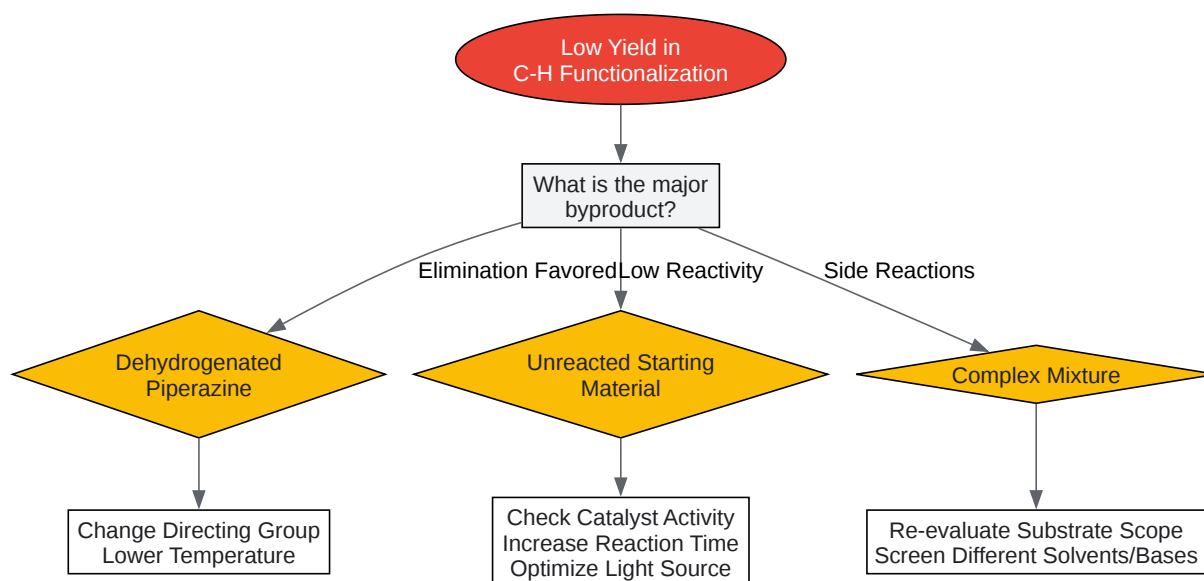 Low Yield in
C-H Functionalization
What is the major
byproduct?
Elimination Favored
Low Reactivity
Side Reactions
Dehydrogenated
Piperazine
Unreacted Starting
Material
Complex Mixture
Change Directing Group
Lower Temperature
Check Catalyst Activity
Increase Reaction Time
Optimize Light Source
Re-evaluate Substrate Scope
Screen Different Solvents/Bases